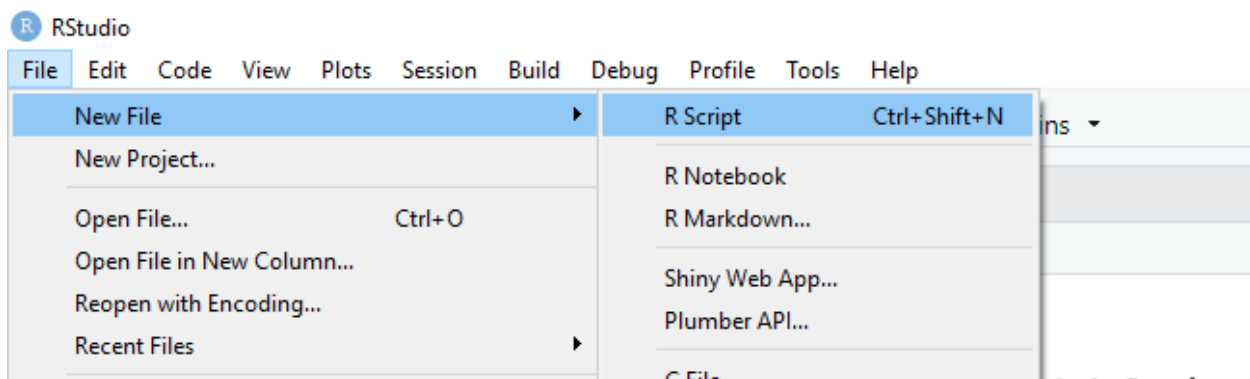 R RStudio
File Edit Code View Plots Session Build Debug Profile Tools Help
New File
New Project...
Open File... Ctrl+O
Open File in New Column...
Reopen with Encoding...
Recent Files
R Script Ctrl+Shift+N
R Notebook
R Markdown...
Shiny Web App...
Plumber API...
C File
ins